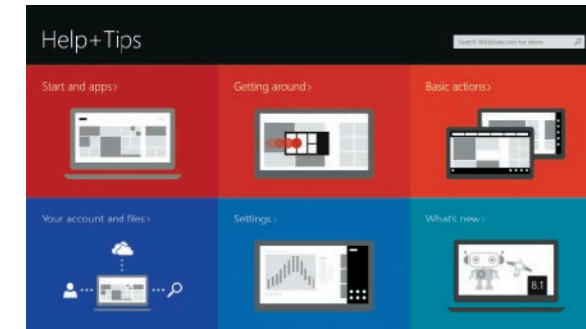 Help+Tips
Search Windows.com for more
Start and apps>
Getting around>
Basic actions>
Your account and files>
Settings>
What's new>
8.1